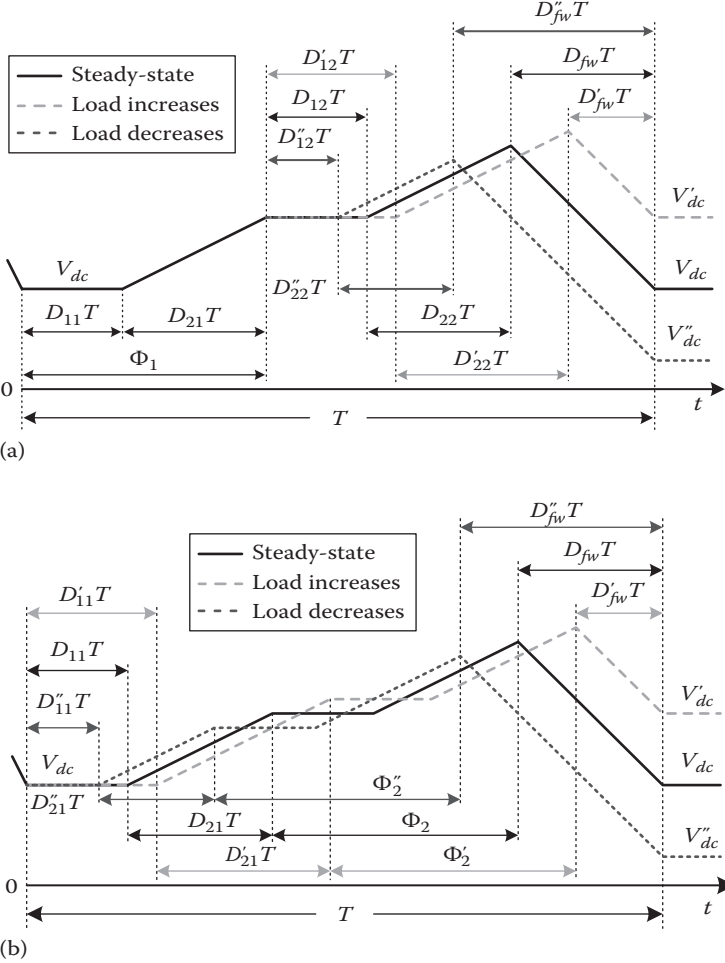 D″fwT
D′12T
DfwT
Steady-state
Load increases
Load decreases
D12T
D′fwT
D″12T
V′dc
Vdc
Vdc
D″22T
D11T
D21T
D22T
V″dc
Φ1
D′22T
0
t
T
(a)
D″fwT
Steady-state
Load increases
Load decreases
DfwT
D′11T
D′fwT
D11T
D″11T
V′dc
Vdc
Vdc
D″21T
Φ″2
D21T
Φ2
V″dc
D′21T
Φ′2
0
t
T
(b)